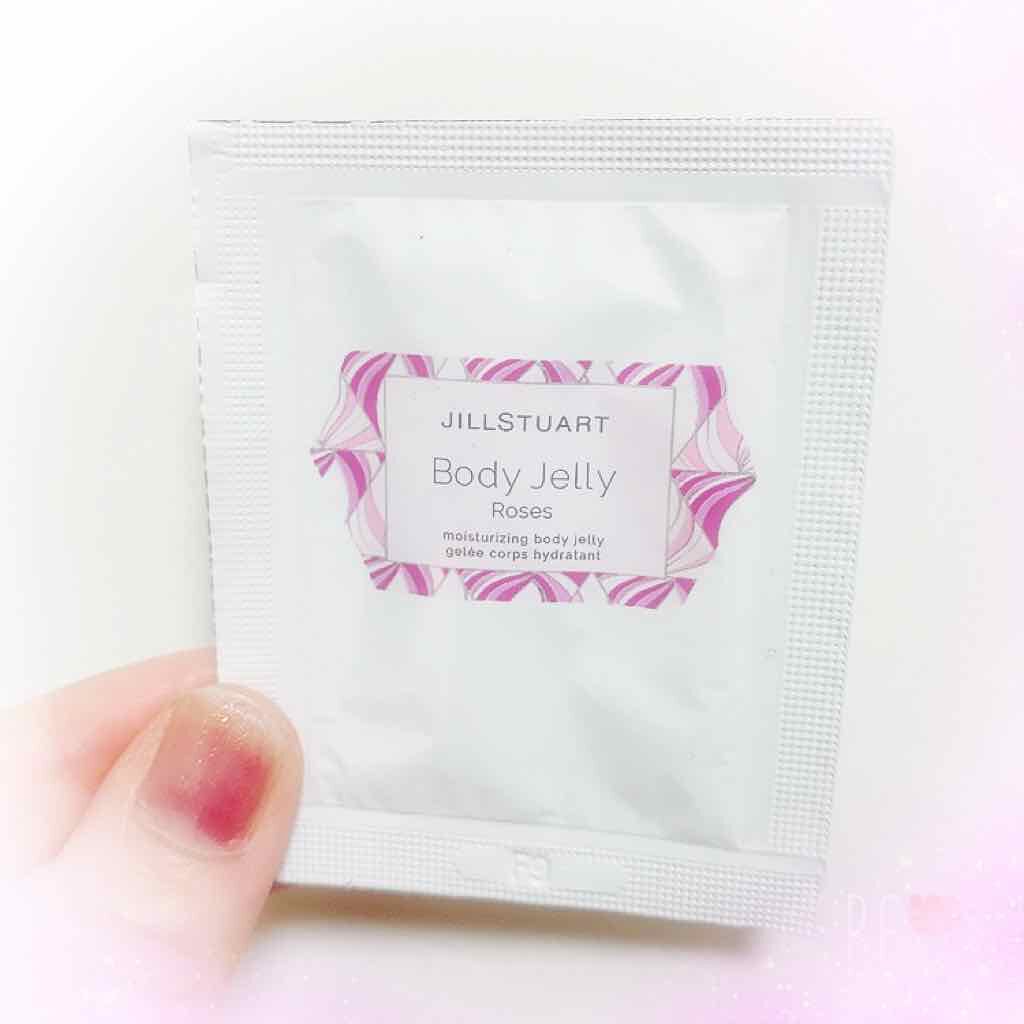 JILLSTUART
Body Jelly
Roses
moisturizing body jelly
gelée corps hydratant
R.F